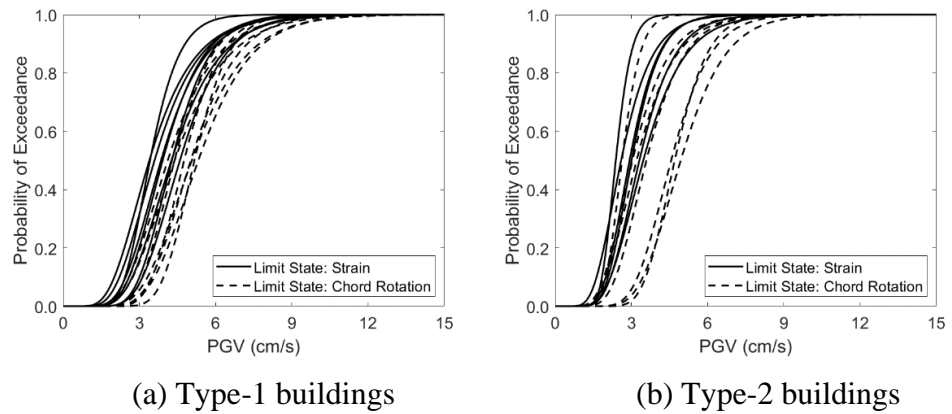 1.0
0.8
0.6
0.4
0.2
0.0
Probability of Exceedance
Limit State: Strain
Limit State: Chord Rotation
0 3 6 9 12 15
PGV (cm/s)
(a) Type-1 buildings
1.0
0.8
0.6
0.4
0.2
0.0
Probability of Exceedance
Limit State: Strain
Limit State: Chord Rotation
0 3 6 9 12 15
PGV (cm/s)
(b) Type-2 buildings